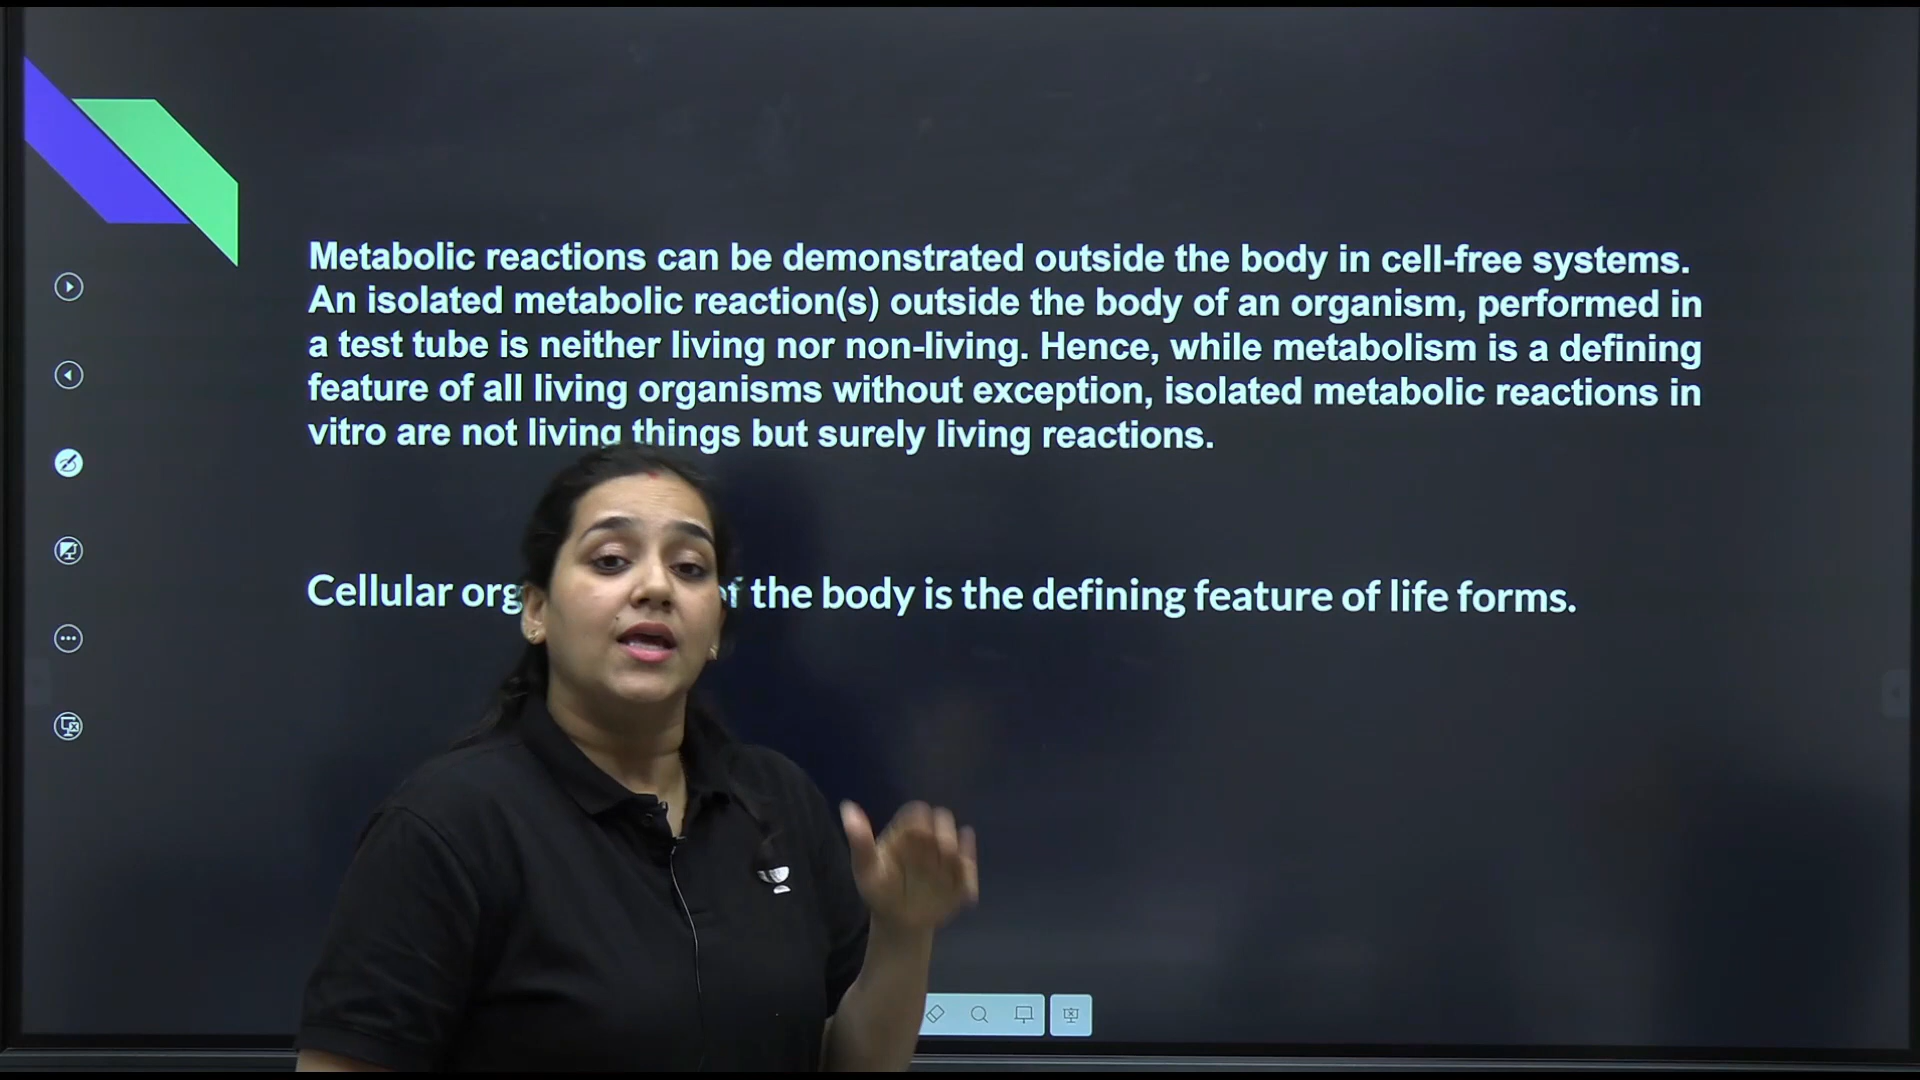 Metabolic reactions can be demonstrated outside the body in cell-free systems.
An isolated metabolic reaction(s) outside the body of an organism, performed in
a test tube is neither living nor non-living. Hence, while metabolism is a defining
feature of all living organisms without exception, isolated metabolic reactions in
vitro are not living things but surely living reactions.
Cellular of the body is the defining feature of life forms.